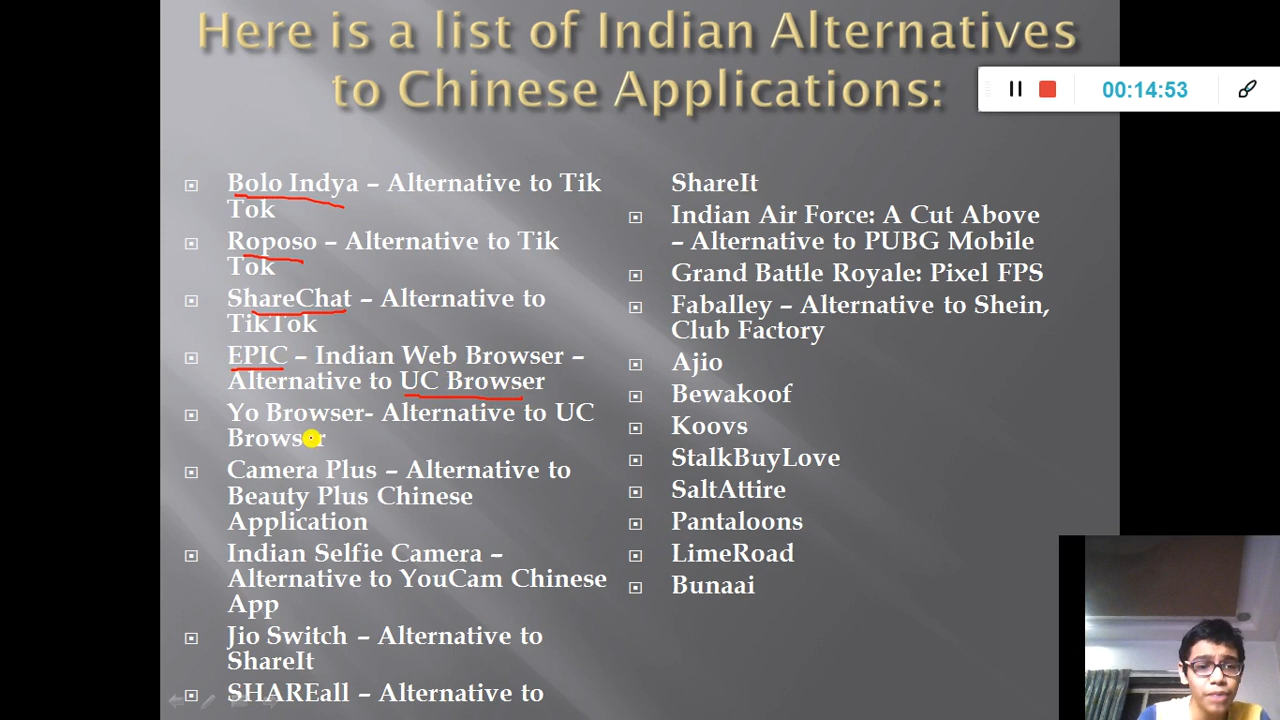 Here is a list of Indian Alternatives
to Chinese Applications:
00:14:53
Bolo Indya – Alternative to Tik
Tok
Roposo – Alternative to Tik
Tok
ShareChat – Alternative to
TikTok
EPIC – Indian Web Browser –
Alternative to UC Browser
Yo Browser- Alternative to UC
Browser
Camera Plus – Alternative to
Beauty Plus Chinese
Application
Indian Selfie Camera –
Alternative to YouCam Chinese
App
Jio Switch – Alternative to
ShareIt
SHAREall – Alternative to
ShareIt
Indian Air Force: A Cut Above
– Alternative to PUBG Mobile
Grand Battle Royale: Pixel FPS
Faballey – Alternative to Shein,
Club Factory
Ajio
Bewakoof
Koovs
StalkBuyLove
SaltAttire
Pantaloons
LimeRoad
Bunaai